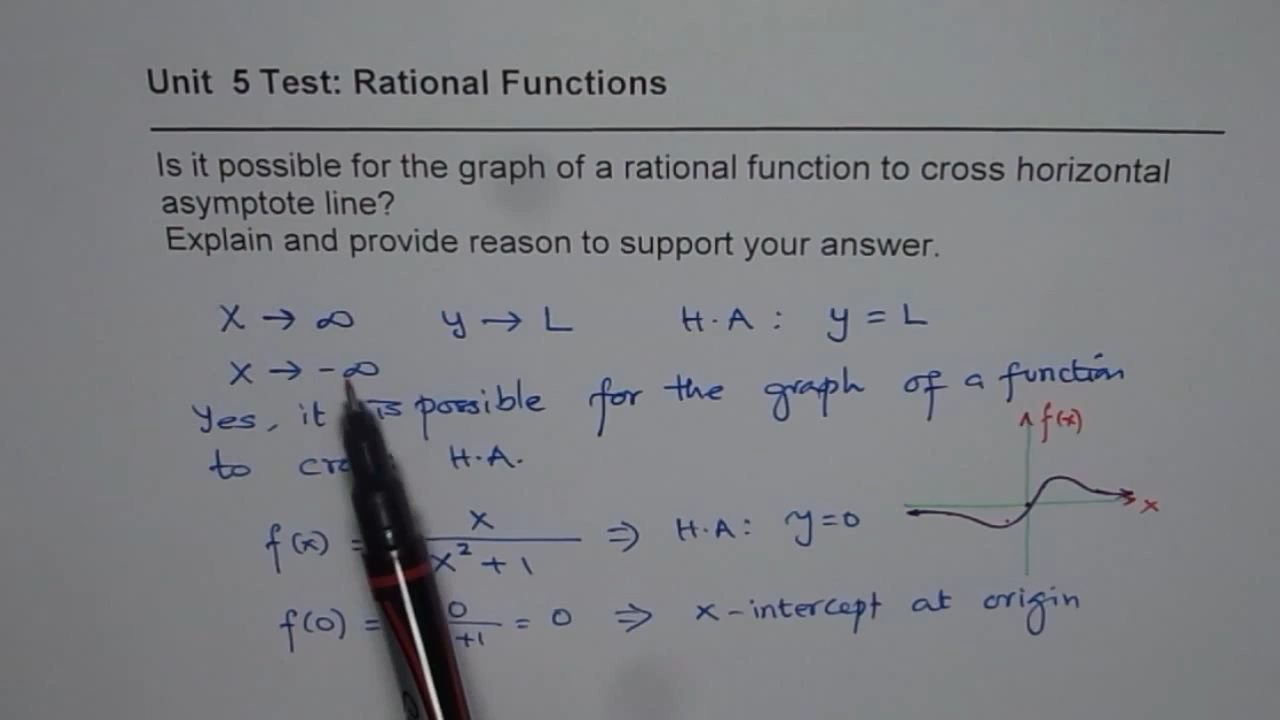 Unit 5 Test: Rational Functions
Is it possible for the graph of a rational function to cross horizontal
asymptote line?
Explain and provide reason to support your answer.
X → ∞ y → L H.A : y = L
X → -∞
Yes, it is possible for the graph of a function
to H.A.
f(x)
x
f(x) = x / x² + 1 ⇒ H.A: y=0
f(0) = 0 / +1 = 0 ⇒ x-intercept at origin